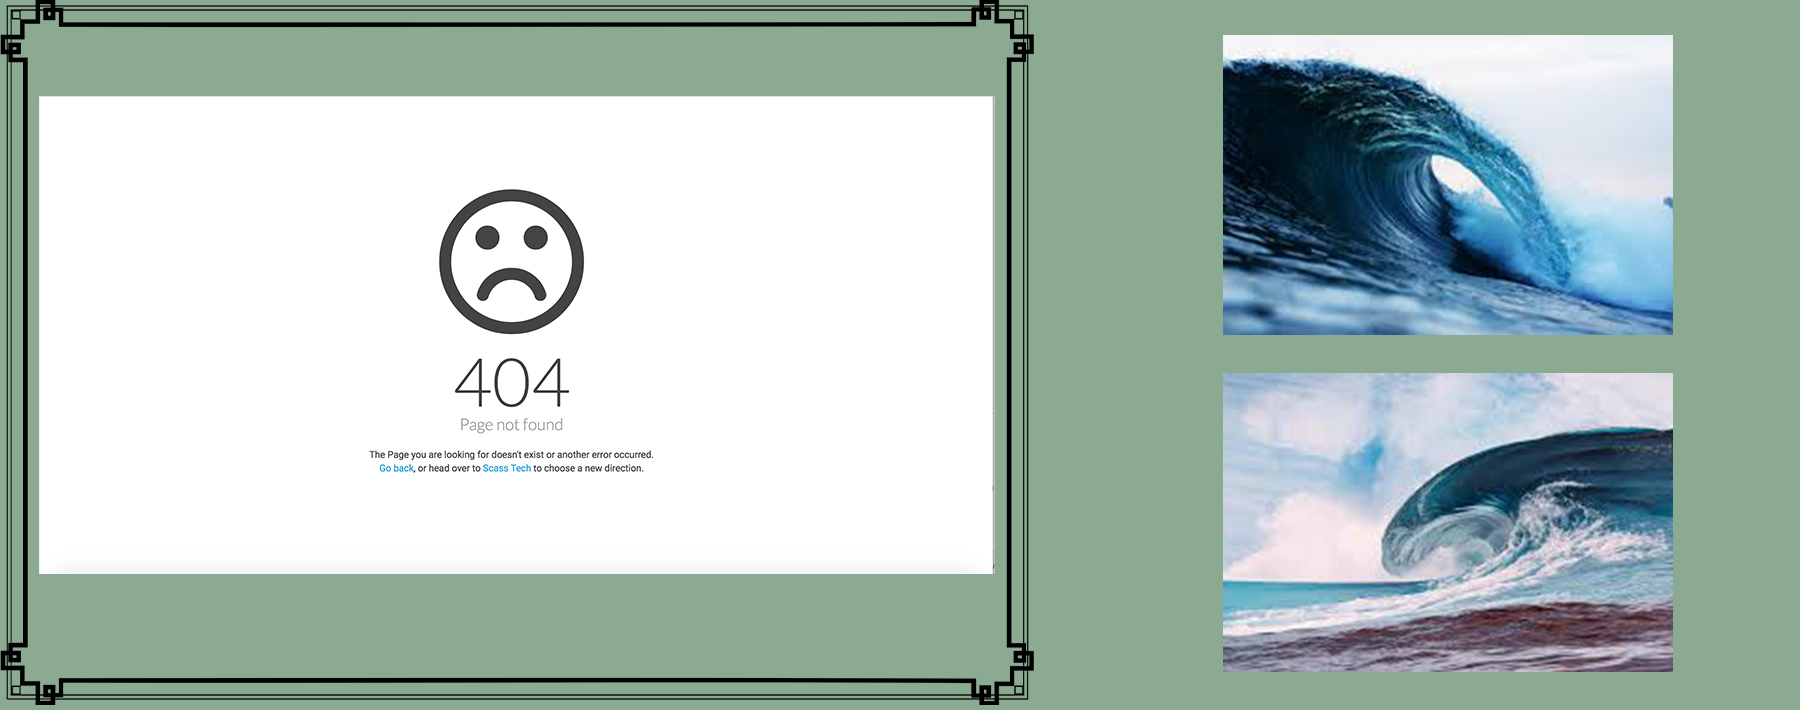 404
Page not found
The Page you are looking for doesn't exist or another error occurred.
Go back, or head over to Scass Tech to choose a new direction.